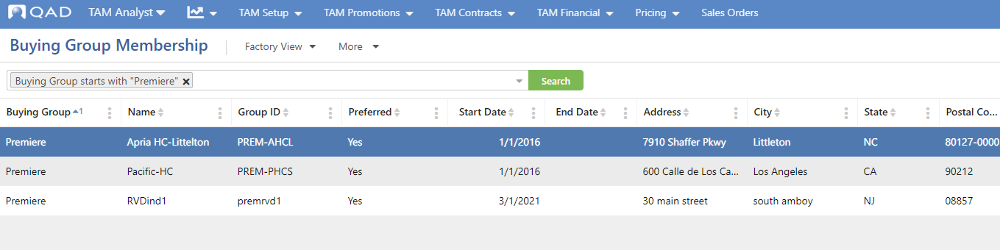 QAD TAM Analyst TAM Setup TAM Promotions TAM Contracts TAM Financial Pricing Sales Orders
Buying Group Membership Factory View More
Buying Group starts with "Premiere" × Search
Buying Group 1 Name Group ID Preferred Start Date End Date Address City State Postal Co...
Premiere Apria HC-Littelton PREM-AHCL Yes 1/1/2016 7910 Shaffer Pkwy Littleton NC 80127-0000
Premiere Pacific-HC PREM-PHCS Yes 1/1/2016 600 Calle de Los Ca... Los Angeles CA 90212
Premiere RVDind1 premrvd1 Yes 3/1/2021 30 main street south amboy NJ 08857